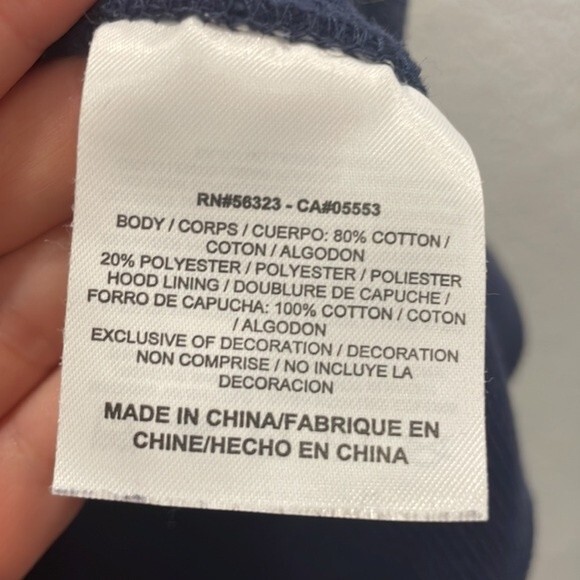 RN#56323 - CA#05553
BODY / CORPS / CUERPO: 80% COTTON /
COTON / ALGODON
20% POLYESTER / POLYESTER / POLIESTER
HOOD LINING / DOUBLURE DE CAPUCHE /
FORRO DE CAPUCHA: 100% COTTON / COTON
/ ALGODON
EXCLUSIVE OF DECORATION / DECORATION
NON COMPRISE / NO INCLUYE LA
DECORACION
MADE IN CHINA/FABRIQUE EN
CHINE/HECHO EN CHINA